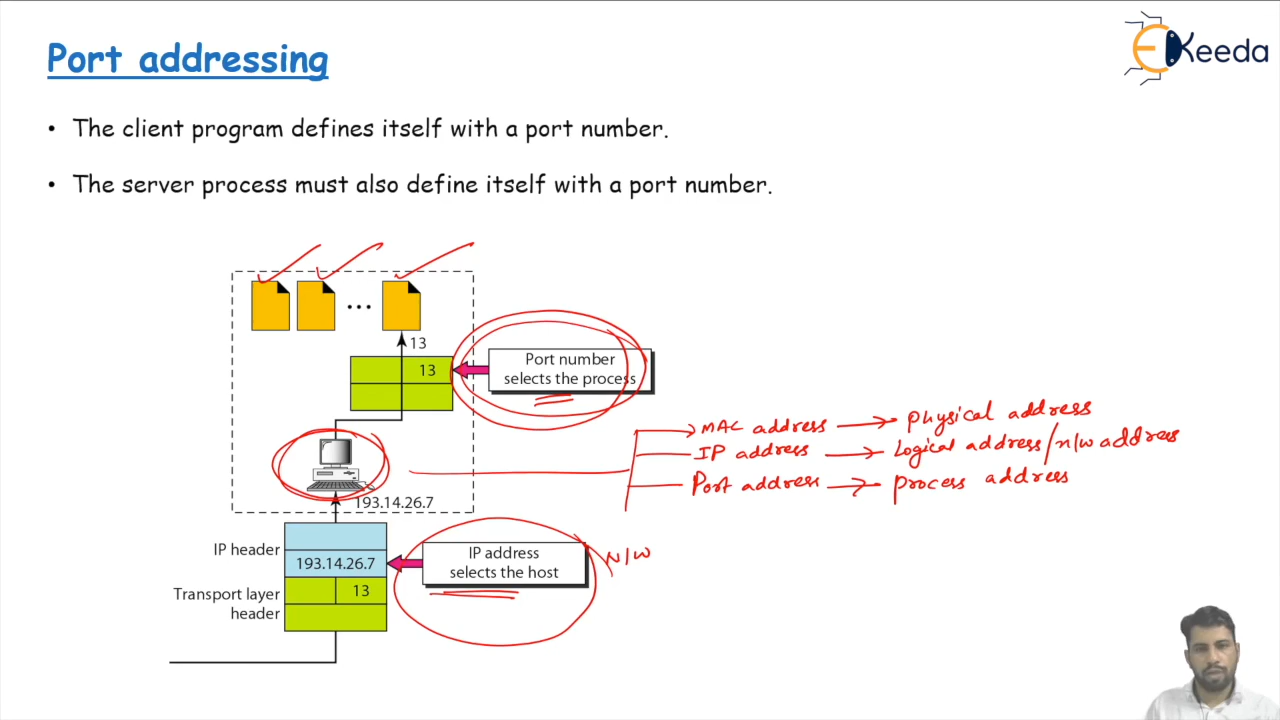 Port addressing
EKeeda
• The client program defines itself with a port number.
• The server process must also define itself with a port number.
13
13
Port number
selects the process
MAC address → Physical address
IP address → Logical address/N/W address
Port address → Process address
193.14.26.7
IP header
193.14.26.7
IP address
selects the host
N/W
Transport layer
header
13